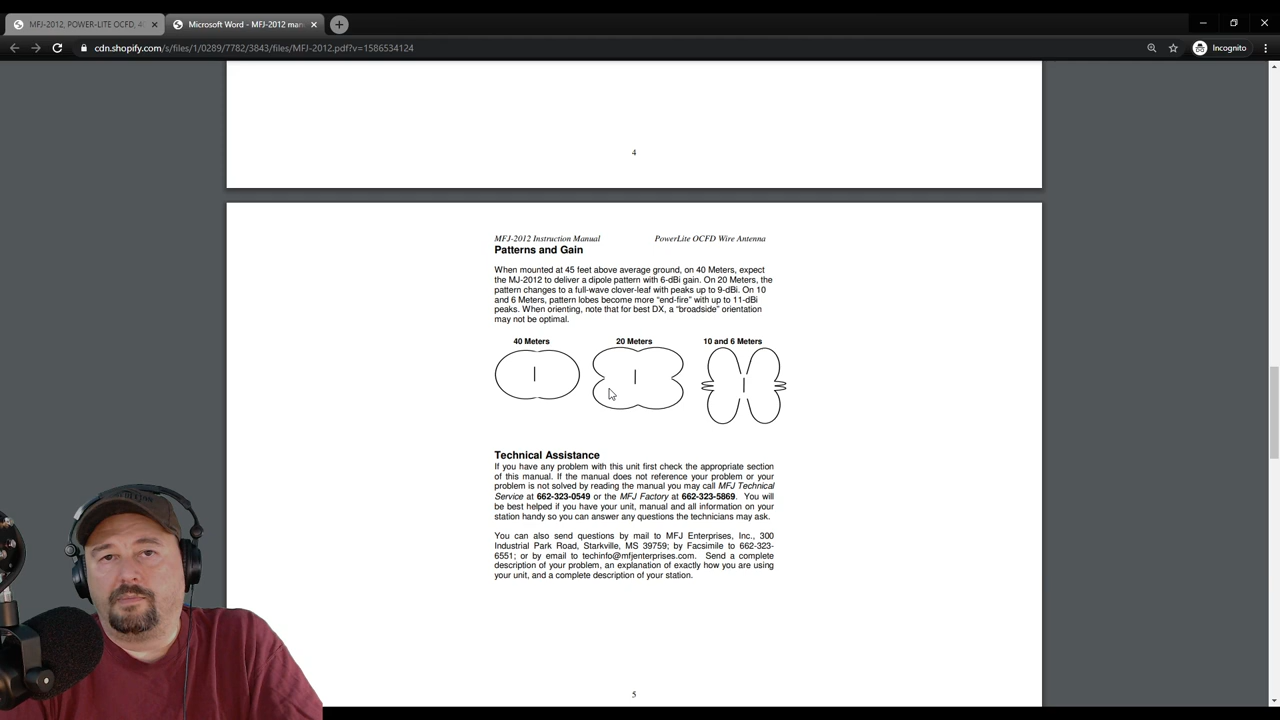 MFJ-2012, POWER-LITE OCFD, 4
Microsoft Word - MFJ-2012 man
cdn.shopify.com/s/files/1/0289/7782/3843/files/MFJ-2012.pdf?v=1586534124
Incognito
4
MFJ-2012 Instruction Manual PowerLite OCFD Wire Antenna
Patterns and Gain
When mounted at 45 feet above average ground, on 40 Meters, expect
the MJ-2012 to deliver a dipole pattern with 6-dBi gain. On 20 Meters, the
pattern changes to a full-wave clover-leaf with peaks up to 9-dBi. On 10
and 6 Meters, pattern lobes become more “end-fire” with up to 11-dBi
peaks. When orienting, note that for best DX, a “broadside” orientation
may not be optimal.
40 Meters 20 Meters 10 and 6 Meters
Technical Assistance
If you have any problem with this unit first check the appropriate section
of this manual. If the manual does not reference your problem or your
problem is not solved by reading the manual you may call MFJ Technical
Service at 662-323-0549 or the MFJ Factory at 662-323-5869. You will
be best helped if you have your unit, manual and all information on your
station handy so you can answer any questions the technicians may ask.
You can also send questions by mail to MFJ Enterprises, Inc., 300
Industrial Park Road, Starkville, MS 39759; by Facsimile to 662-323-
6551; or by email to techinfo@mfjenterprises.com. Send a complete
description of your problem, an explanation of exactly how you are using
your unit, and a complete description of your station.
5